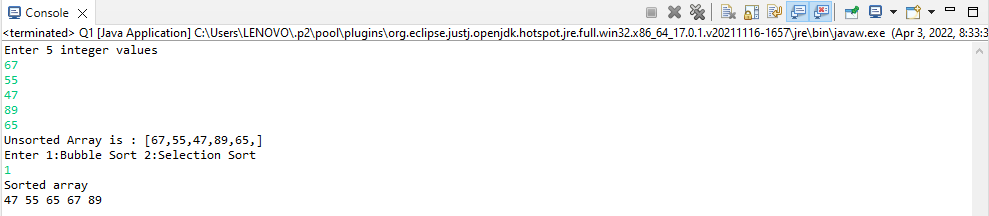 Console
<terminated> Q1 [Java Application] C:\Users\LENOVO\.p2\pool\plugins\org.eclipse.justj.openjdk.hotspot.jre.full.win32.x86_64_17.0.1.v20211116-1657\jre\bin\javaw.exe (Apr 3, 2022, 8:33:3
Enter 5 integer values
67
55
47
89
65
Unsorted Array is : [67,55,47,89,65,]
Enter 1:Bubble Sort 2:Selection Sort
1
Sorted array
47 55 65 67 89